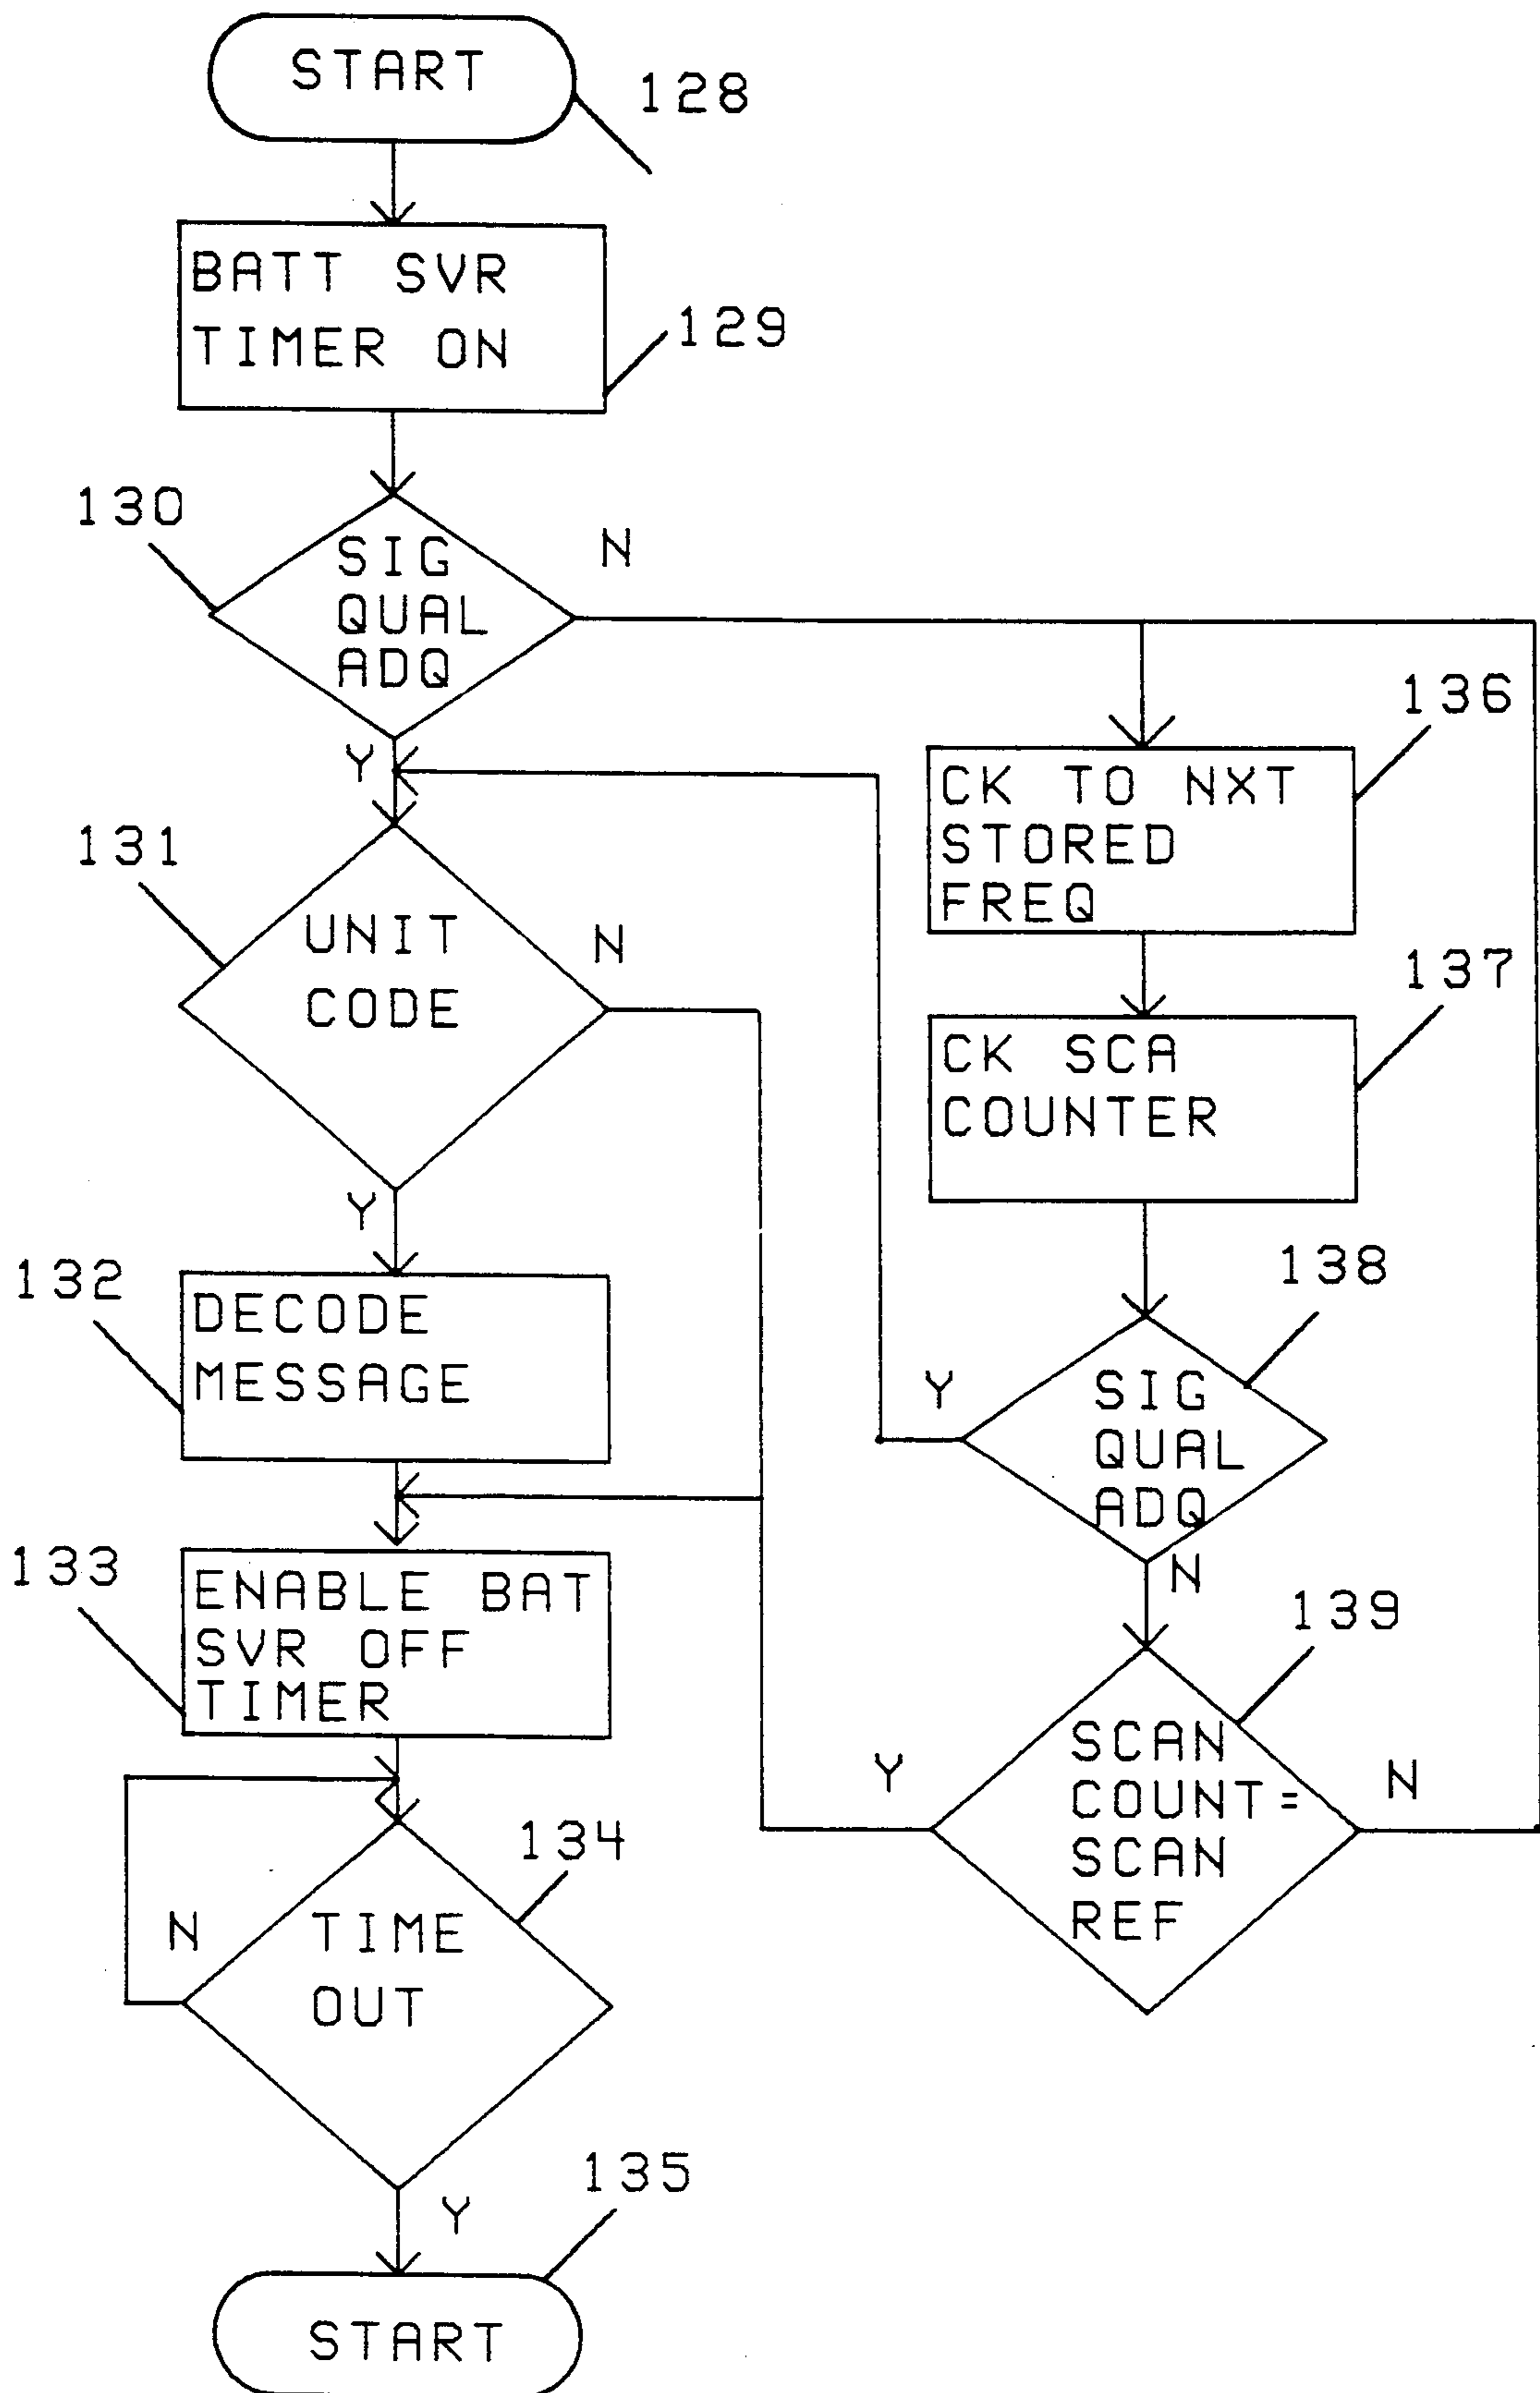 START
128
BATT SVR
TIMER ON
129
130
SIG
QUAL
ADQ
N
Y
136
CK TO NXT
STORED
FREQ
131
UNIT
CODE
N
Y
137
CK SCA
COUNTER
132
DECODE
MESSAGE
138
SIG
QUAL
ADQ
Y
N
133
ENABLE BAT
SVR OFF
TIMER
139
SCAN
COUNT=
SCAN
REF
Y
N
134
TIME
OUT
N
Y
135
START